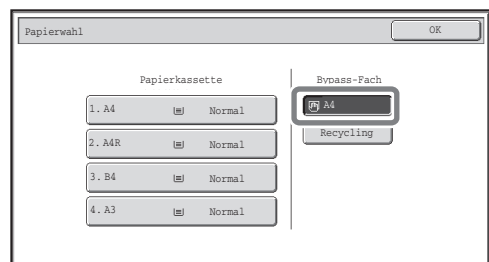 Papierwahl OK
Papierkassette Bypass-Fach
1. A4 Normal A4
2. A4R Normal Recycling
3. B4 Normal
4. A3 Normal